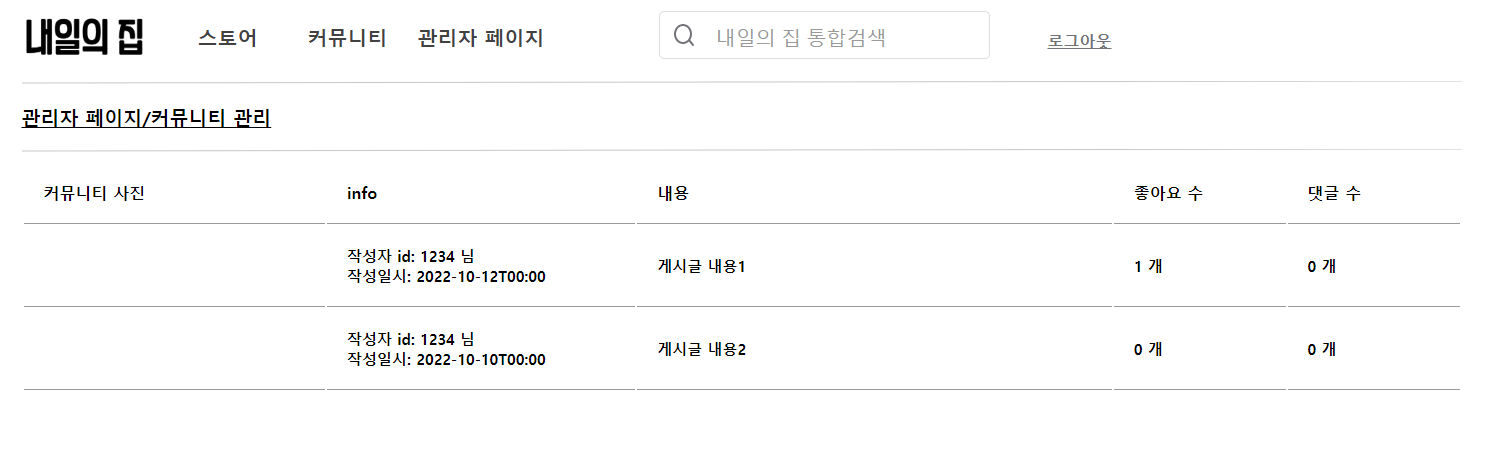 내일의 집 스토어 커뮤니티 관리자 페이지 내일의 집 통합검색 로그아웃
관리자 페이지/커뮤니티 관리
커뮤니티 사진 info 내용 좋아요 수 댓글 수
작성자 id: 1234 님
작성일시: 2022-10-12T00:00
게시글 내용1 1 개 0 개
작성자 id: 1234 님
작성일시: 2022-10-10T00:00
게시글 내용2 0 개 0 개